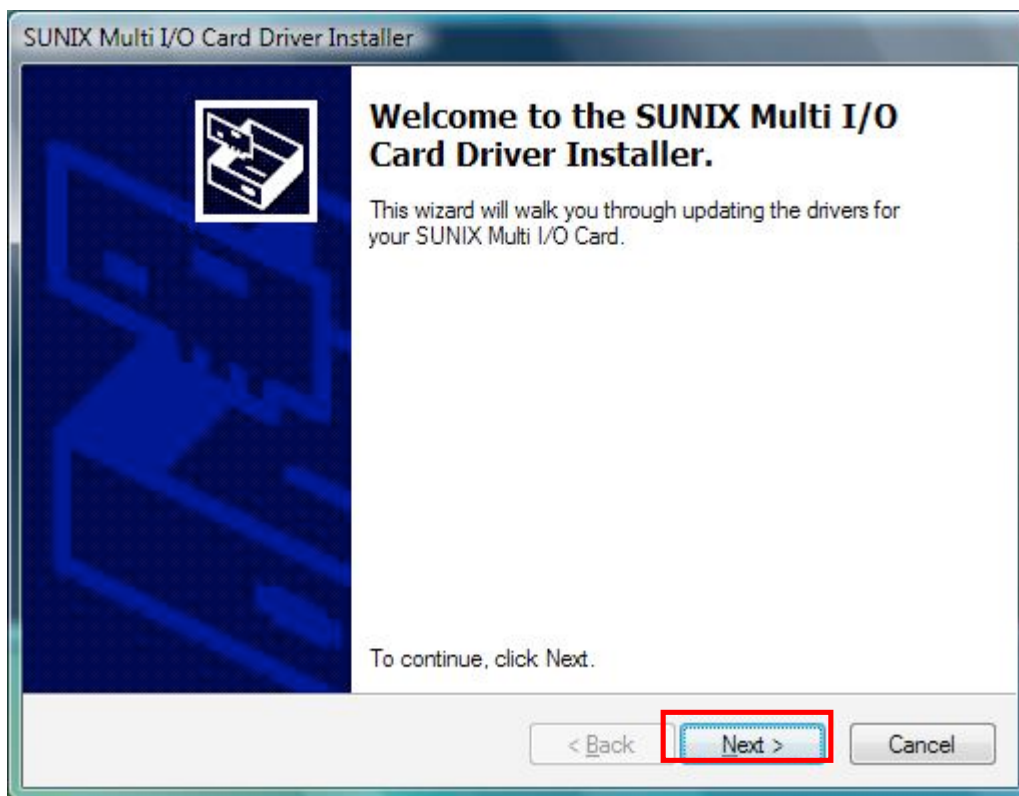 SUNIX Multi I/O Card Driver Installer
Welcome to the SUNIX Multi I/O
Card Driver Installer.
This wizard will walk you through updating the drivers for
your SUNIX Multi I/O Card.
To continue, click Next.
< Back
Next >
Cancel